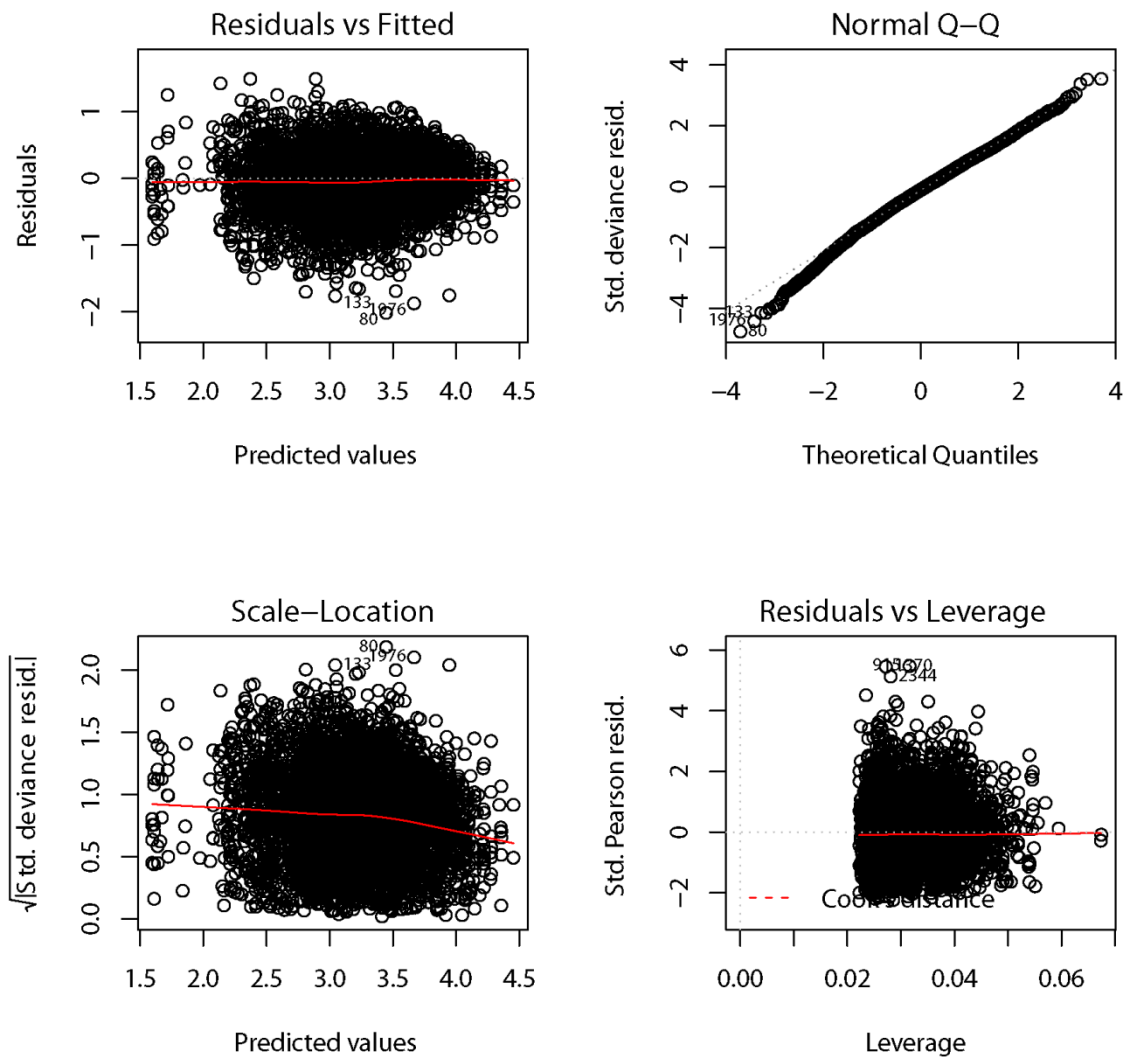 Residuals vs Fitted
Residuals
1
0
−1
−2
133
1976
80
1.5 2.0 2.5 3.0 3.5 4.0 4.5
Predicted values
Normal Q−Q
Std. deviance resid.
4
2
0
−2
−4
133
1976
80
−4 −2 0 2 4
Theoretical Quantiles
Scale−Location
√|Std. deviance resid.|
2.0
1.5
1.0
0.5
0.0
80
1976
133
1.5 2.0 2.5 3.0 3.5 4.0 4.5
Predicted values
Residuals vs Leverage
Std. Pearson resid.
6
4
2
0
−2
2344
Cook's distance
0.00 0.02 0.04 0.06
Leverage